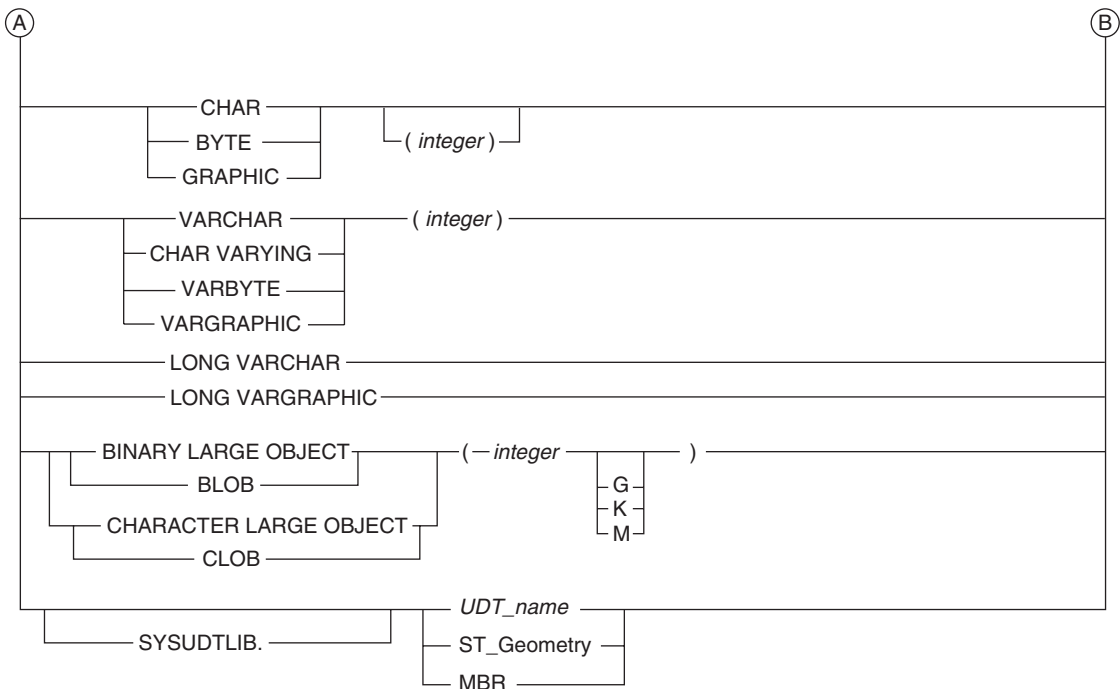 A B
CHAR
BYTE ( integer )
GRAPHIC
VARCHAR ( integer )
CHAR VARYING
VARBYTE
VARGRAPHIC
LONG VARCHAR
LONG VARGRAPHIC
BINARY LARGE OBJECT ( integer )
BLOB G
K
CHARACTER LARGE OBJECT M
CLOB
UDT_name
SYSUDTLIB. ST_Geometry
MBR